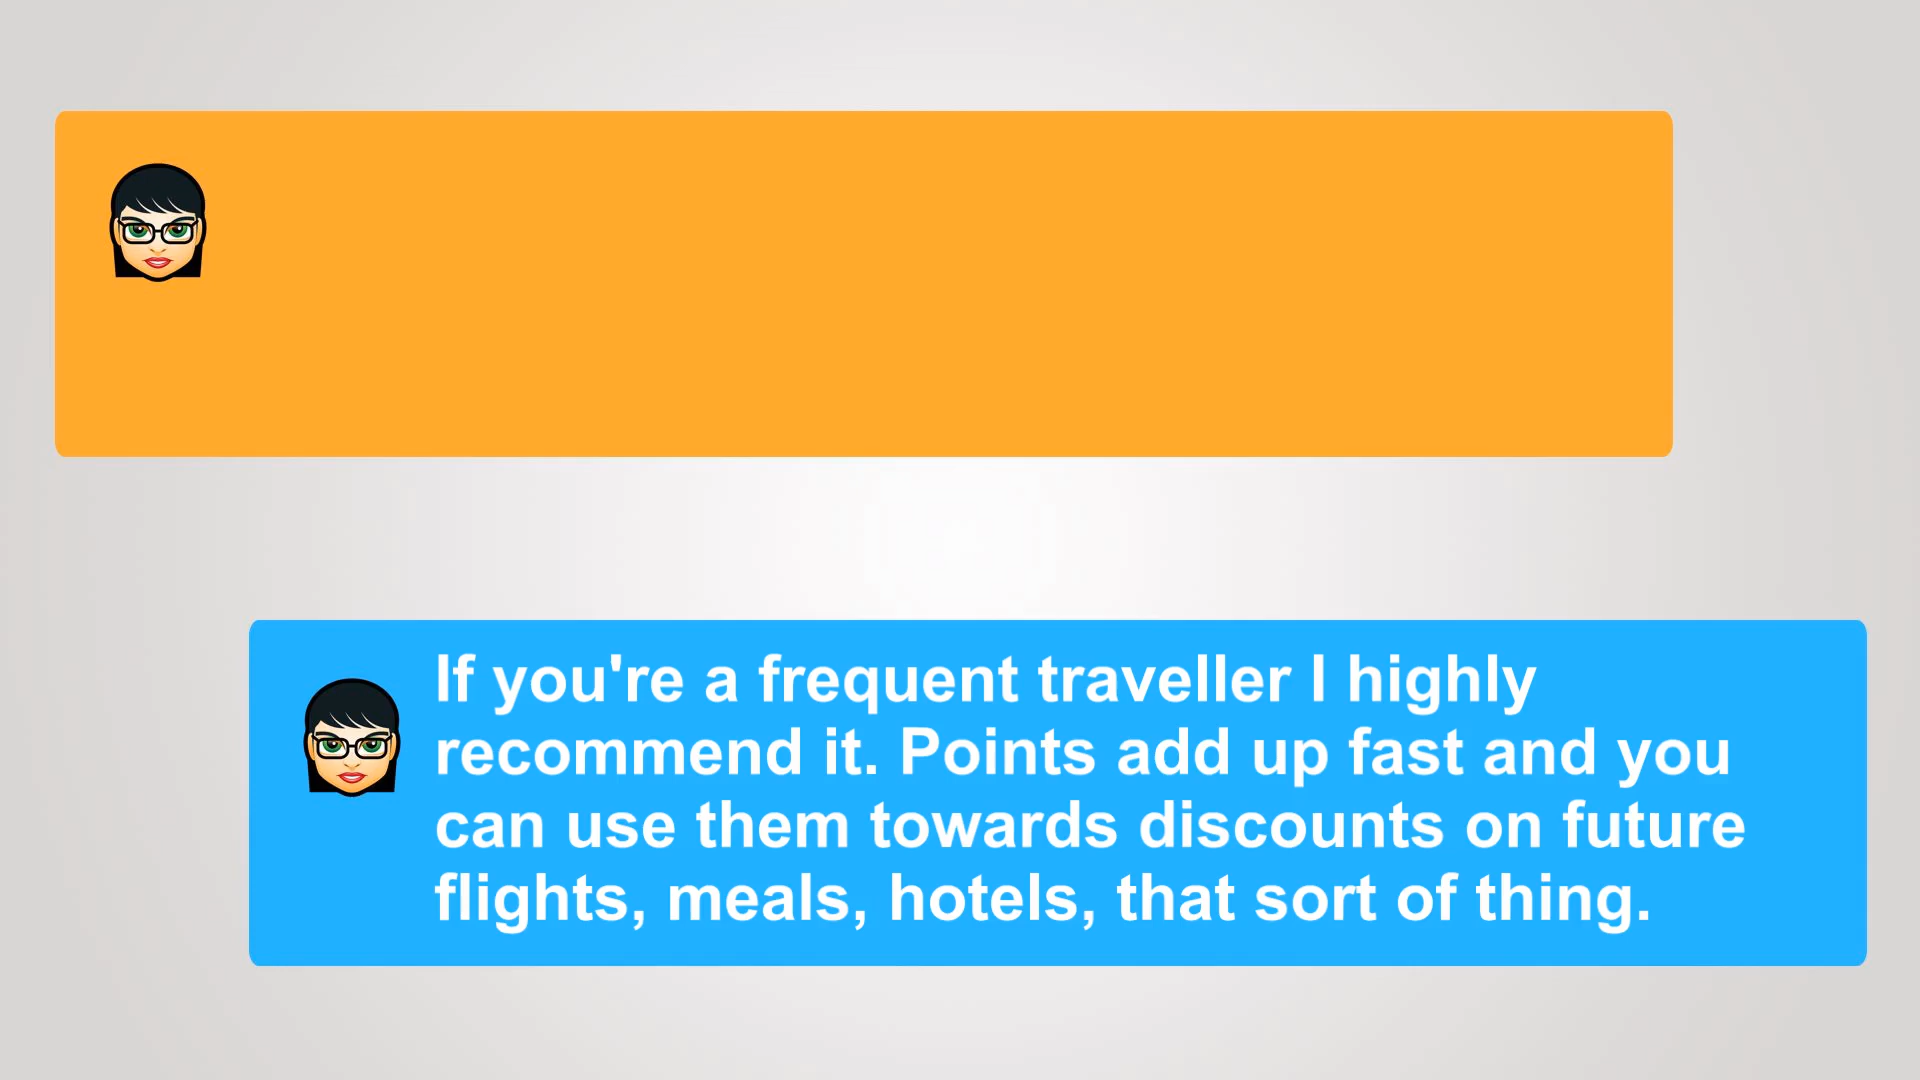 If you're a frequent traveller I highly
recommend it. Points add up fast and you
can use them towards discounts on future
flights, meals, hotels, that sort of thing.